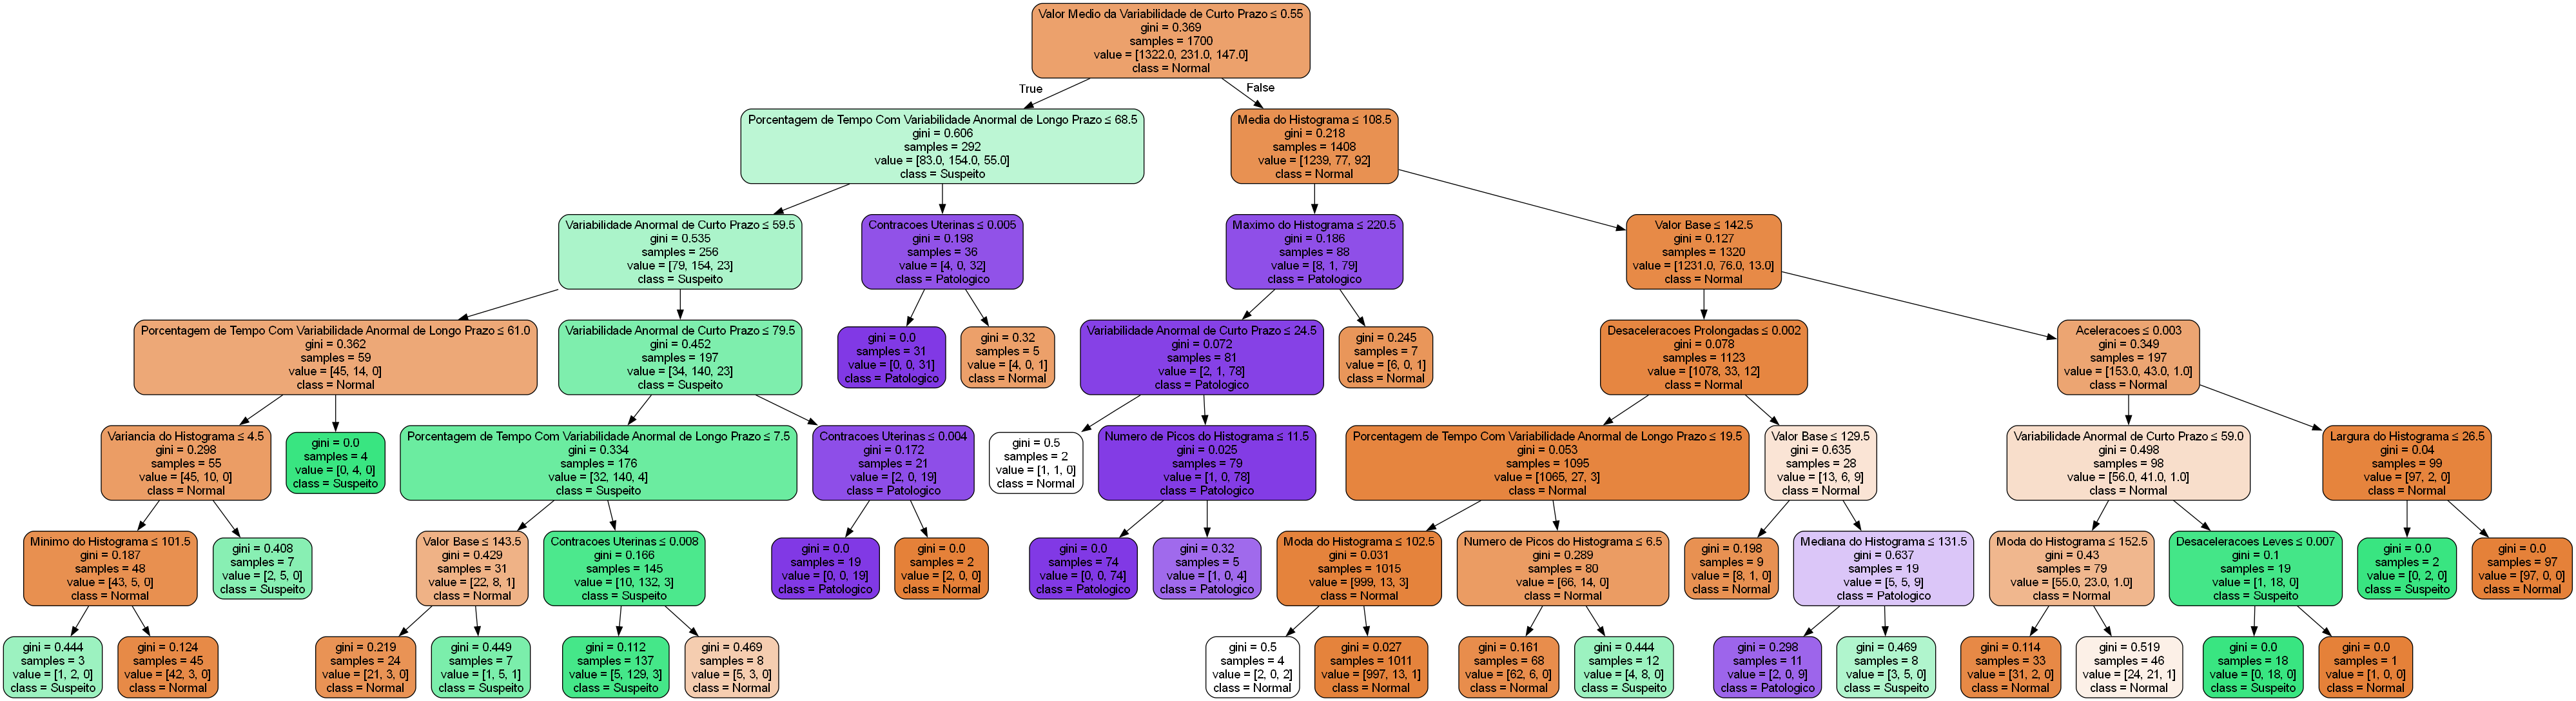 Valor Medio da Variabilidade de Curto Prazo ≤ 0.55
gini = 0.369
samples = 1700
value = [1322.0, 231.0, 147.0]
class = Normal
True
False
Porcentagem de Tempo Com Variabilidade Anormal de Longo Prazo ≤ 68.5
gini = 0.606
samples = 292
value = [83.0, 154.0, 55.0]
class = Suspeito
Media do Histograma ≤ 108.5
gini = 0.218
samples = 1408
value = [1239, 77, 92]
class = Normal
Variabilidade Anormal de Curto Prazo ≤ 59.5
gini = 0.535
samples = 256
value = [79, 154, 23]
class = Suspeito
Contracoes Uterinas ≤ 0.005
gini = 0.198
samples = 36
value = [4, 0, 32]
class = Patologico
Maximo do Histograma ≤ 220.5
gini = 0.186
samples = 88
value = [8, 1, 79]
class = Patologico
Valor Base ≤ 142.5
gini = 0.127
samples = 1320
value = [1231.0, 76.0, 13.0]
class = Normal
Porcentagem de Tempo Com Variabilidade Anormal de Longo Prazo ≤ 61.0
gini = 0.362
samples = 59
value = [45, 14, 0]
class = Normal
Variabilidade Anormal de Curto Prazo ≤ 79.5
gini = 0.452
samples = 197
value = [34, 140, 23]
class = Suspeito
gini = 0.0
samples = 31
value = [0, 0, 31]
class = Patologico
gini = 0.32
samples = 5
value = [4, 0, 1]
class = Normal
Variabilidade Anormal de Curto Prazo ≤ 24.5
gini = 0.072
samples = 81
value = [2, 1, 78]
class = Patologico
gini = 0.245
samples = 7
value = [6, 0, 1]
class = Normal
Desaceleracoes Prolongadas ≤ 0.002
gini = 0.078
samples = 1123
value = [1078, 33, 12]
class = Normal
Aceleracoes ≤ 0.003
gini = 0.349
samples = 197
value = [153.0, 43.0, 1.0]
class = Normal
Variancia do Histograma ≤ 4.5
gini = 0.298
samples = 55
value = [45, 10, 0]
class = Normal
gini = 0.0
samples = 4
value = [0, 4, 0]
class = Suspeito
Porcentagem de Tempo Com Variabilidade Anormal de Longo Prazo ≤ 7.5
gini = 0.334
samples = 176
value = [32, 140, 4]
class = Suspeito
Contracoes Uterinas ≤ 0.004
gini = 0.172
samples = 21
value = [2, 0, 19]
class = Patologico
gini = 0.5
samples = 2
value = [1, 1, 0]
class = Normal
Numero de Picos do Histograma ≤ 11.5
gini = 0.025
samples = 79
value = [1, 0, 78]
class = Patologico
Porcentagem de Tempo Com Variabilidade Anormal de Longo Prazo ≤ 19.5
gini = 0.053
samples = 1095
value = [1065, 27, 3]
class = Normal
Valor Base ≤ 129.5
gini = 0.635
samples = 28
value = [13, 6, 9]
class = Normal
Variabilidade Anormal de Curto Prazo ≤ 59.0
gini = 0.498
samples = 98
value = [56.0, 41.0, 1.0]
class = Normal
Largura do Histograma ≤ 26.5
gini = 0.04
samples = 99
value = [97, 2, 0]
class = Normal
Minimo do Histograma ≤ 101.5
gini = 0.187
samples = 48
value = [43, 5, 0]
class = Normal
gini = 0.408
samples = 7
value = [2, 5, 0]
class = Suspeito
Valor Base ≤ 143.5
gini = 0.429
samples = 31
value = [22, 8, 1]
class = Normal
Contracoes Uterinas ≤ 0.008
gini = 0.166
samples = 145
value = [10, 132, 3]
class = Suspeito
gini = 0.0
samples = 19
value = [0, 0, 19]
class = Patologico
gini = 0.0
samples = 2
value = [2, 0, 0]
class = Normal
gini = 0.0
samples = 74
value = [0, 0, 74]
class = Patologico
gini = 0.32
samples = 5
value = [1, 0, 4]
class = Patologico
Moda do Histograma ≤ 102.5
gini = 0.031
samples = 1015
value = [999, 13, 3]
class = Normal
Numero de Picos do Histograma ≤ 6.5
gini = 0.289
samples = 80
value = [66, 14, 0]
class = Normal
gini = 0.198
samples = 9
value = [8, 1, 0]
class = Normal
Mediana do Histograma ≤ 131.5
gini = 0.637
samples = 19
value = [5, 5, 9]
class = Patologico
Moda do Histograma ≤ 152.5
gini = 0.43
samples = 79
value = [55.0, 23.0, 1.0]
class = Normal
Desaceleracoes Leves ≤ 0.007
gini = 0.1
samples = 19
value = [1, 18, 0]
class = Suspeito
gini = 0.0
samples = 2
value = [0, 2, 0]
class = Suspeito
gini = 0.0
samples = 97
value = [97, 0, 0]
class = Normal
gini = 0.444
samples = 3
value = [1, 2, 0]
class = Suspeito
gini = 0.124
samples = 45
value = [42, 3, 0]
class = Normal
gini = 0.219
samples = 24
value = [21, 3, 0]
class = Normal
gini = 0.449
samples = 7
value = [1, 5, 1]
class = Suspeito
gini = 0.112
samples = 137
value = [5, 129, 3]
class = Suspeito
gini = 0.469
samples = 8
value = [5, 3, 0]
class = Normal
gini = 0.5
samples = 4
value = [2, 0, 2]
class = Normal
gini = 0.027
samples = 1011
value = [997, 13, 1]
class = Normal
gini = 0.161
samples = 68
value = [62, 6, 0]
class = Normal
gini = 0.444
samples = 12
value = [4, 8, 0]
class = Suspeito
gini = 0.298
samples = 11
value = [2, 0, 9]
class = Patologico
gini = 0.469
samples = 8
value = [3, 5, 0]
class = Suspeito
gini = 0.114
samples = 33
value = [31, 2, 0]
class = Normal
gini = 0.519
samples = 46
value = [24, 21, 1]
class = Normal
gini = 0.0
samples = 18
value = [0, 18, 0]
class = Suspeito
gini = 0.0
samples = 1
value = [1, 0, 0]
class = Normal